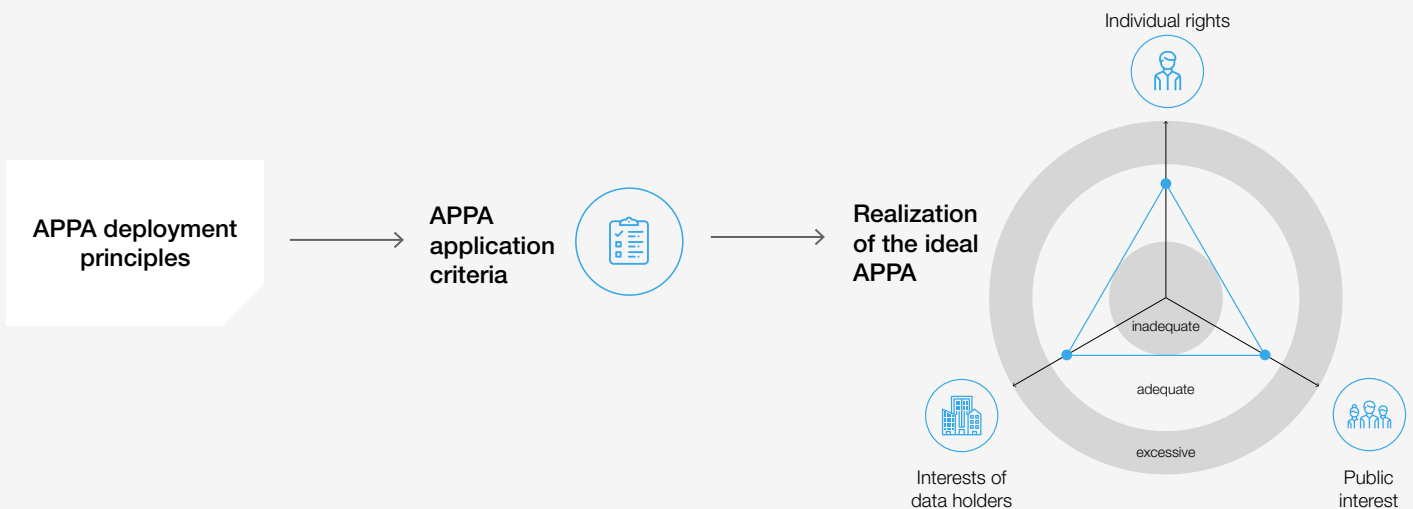 APPA deployment
principles
APPA
application
criteria
Realization
of the ideal
APPA
Individual rights
inadequate
adequate
excessive
Interests of
data holders
Public
interest